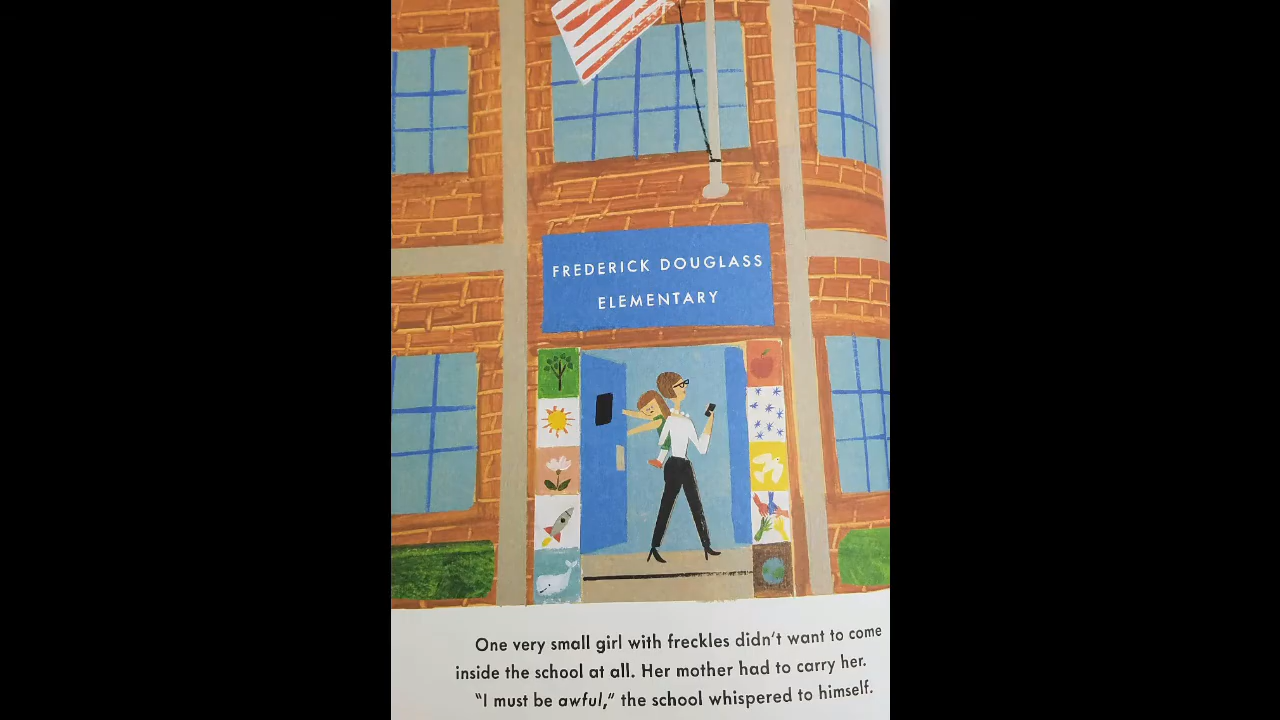 FREDERICK DOUGLASS
ELEMENTARY
One very small girl with freckles didn't want to come
inside the school at all. Her mother had to carry her.
"I must be awful," the school whispered to himself.